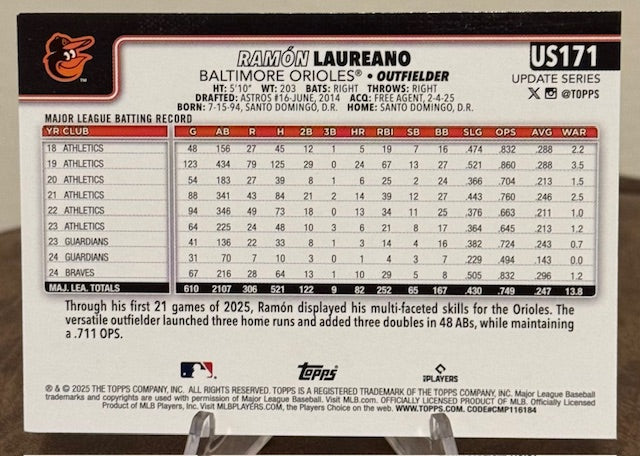 RAMÓN LAUREANO
US171
BALTIMORE ORIOLES® • OUTFIELDER
UPDATE SERIES
HT: 5'10" WT: 203 BATS: RIGHT THROWS: RIGHT
@TOPPS
DRAFTED: ASTROS #16-JUNE, 2014 ACQ: FREE AGENT, 2-4-25
BORN: 7-15-94, SANTO DOMINGO, D.R. HOME: SANTO DOMINGO, D.R.
MAJOR LEAGUE BATTING RECORD
YR CLUB G AB R H 2B 3B HR RBI SB BB SLG OPS AVG WAR
18 ATHLETICS 48 156 27 45 12 1 5 19 7 16 .474 .832 .288 2.2
19 ATHLETICS 123 434 79 125 29 0 24 67 13 27 .521 .860 .288 3.5
20 ATHLETICS 54 183 27 39 8 1 6 25 2 24 .366 .704 .213 1.5
21 ATHLETICS 88 341 43 84 21 2 14 39 12 27 .443 .760 .246 2.5
22 ATHLETICS 94 346 49 73 18 0 13 34 11 25 .376 .663 .211 1.0
23 ATHLETICS 64 225 24 48 10 3 6 21 8 17 .364 .645 .213 1.2
23 GUARDIANS 41 136 22 33 8 1 3 14 4 16 .382 .724 .243 0.7
24 GUARDIANS 31 70 7 10 3 0 1 4 3 7 .229 .494 .143 0.0
24 BRAVES 67 216 28 64 13 1 10 29 5 8 .505 .832 .296 1.2
MAJ. LEA. TOTALS 610 2107 306 521 122 9 82 252 65 167 .430 .749 .247 13.8
Through his first 21 games of 2025, Ramón displayed his multi-faceted skills for the Orioles. The
versatile outfielder launched three home runs and added three doubles in 48 ABs, while maintaining
a .711 OPS.
Topps
PLAYERS
® & © 2025 THE TOPPS COMPANY, INC. ALL RIGHTS RESERVED. TOPPS IS A REGISTERED TRADEMARK OF THE TOPPS COMPANY, INC. Major League Baseball
trademarks and copyrights are used with permission of Major League Baseball. Visit MLB.com. OFFICIALLY LICENSED PRODUCT OF MLB. Officially Licensed
Product of MLB Players, Inc. Visit MLBPLAYERS.COM, the Players Choice on the web. WWW.TOPPS.COM. CODE#CMP116184